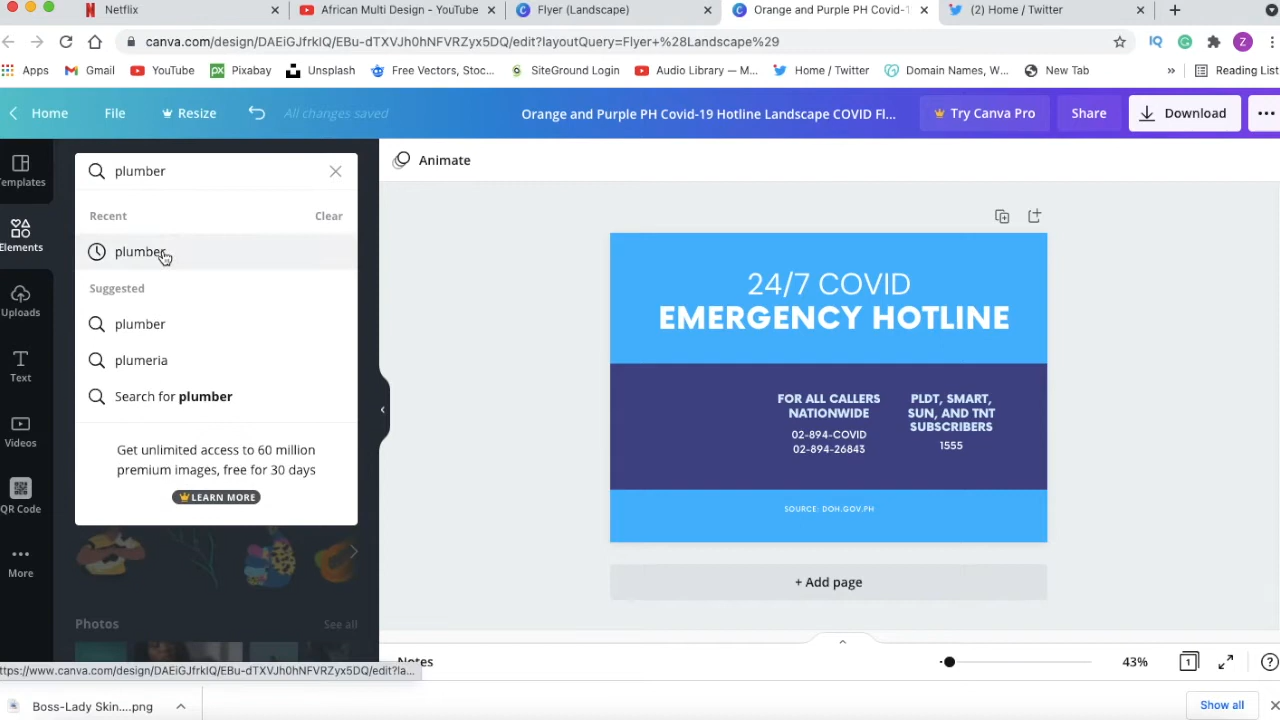 Netflix
African Multi Design - YouTube
Flyer (Landscape)
Orange and Purple PH Covid-1
(2) Home / Twitter
canva.com/design/DAEiGJfrkIQ/EBu-dTXVJh0hNFVRZyx5DQ/edit?layoutQuery=Flyer+%28Landscape%29
Apps
Gmail
YouTube
Pixabay
Unsplash
Free Vectors, Stoc...
SiteGround Login
Audio Library — M...
Home / Twitter
Domain Names, W...
New Tab
»
Reading List
Home
File
Resize
All changes saved
Orange and Purple PH Covid-19 Hotline Landscape COVID Fl...
Try Canva Pro
Share
Download
Templates
Elements
Uploads
Text
Videos
QR Code
More
plumber
Recent
Clear
plumber
Suggested
plumber
plumeria
Search for plumber
Get unlimited access to 60 million
premium images, free for 30 days
LEARN MORE
Photos
See all
Animate
24/7 COVID
EMERGENCY HOTLINE
FOR ALL CALLERS
NATIONWIDE
02-894-COVID
02-894-26843
PLDT, SMART,
SUN, AND TNT
SUBSCRIBERS
1555
SOURCE: DOH.GOV.PH
+ Add page
Notes
43%
1
ttps://www.canva.com/design/DAEiGJfrkIQ/EBu-dTXVJh0hNFVRZyx5DQ/edit?la...
Boss-Lady Skin....png
Show all